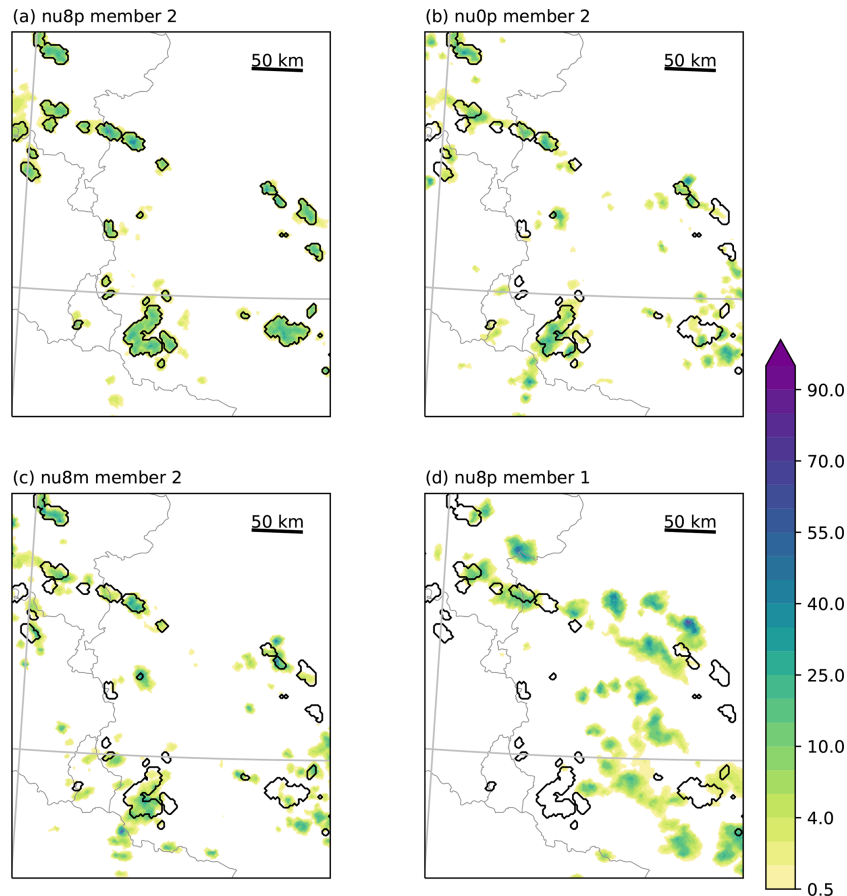 (a) nu8p member 2
50 km
(b) nu0p member 2
50 km
(c) nu8m member 2
50 km
(d) nu8p member 1
50 km
90.0
70.0
55.0
40.0
25.0
10.0
4.0
0.5